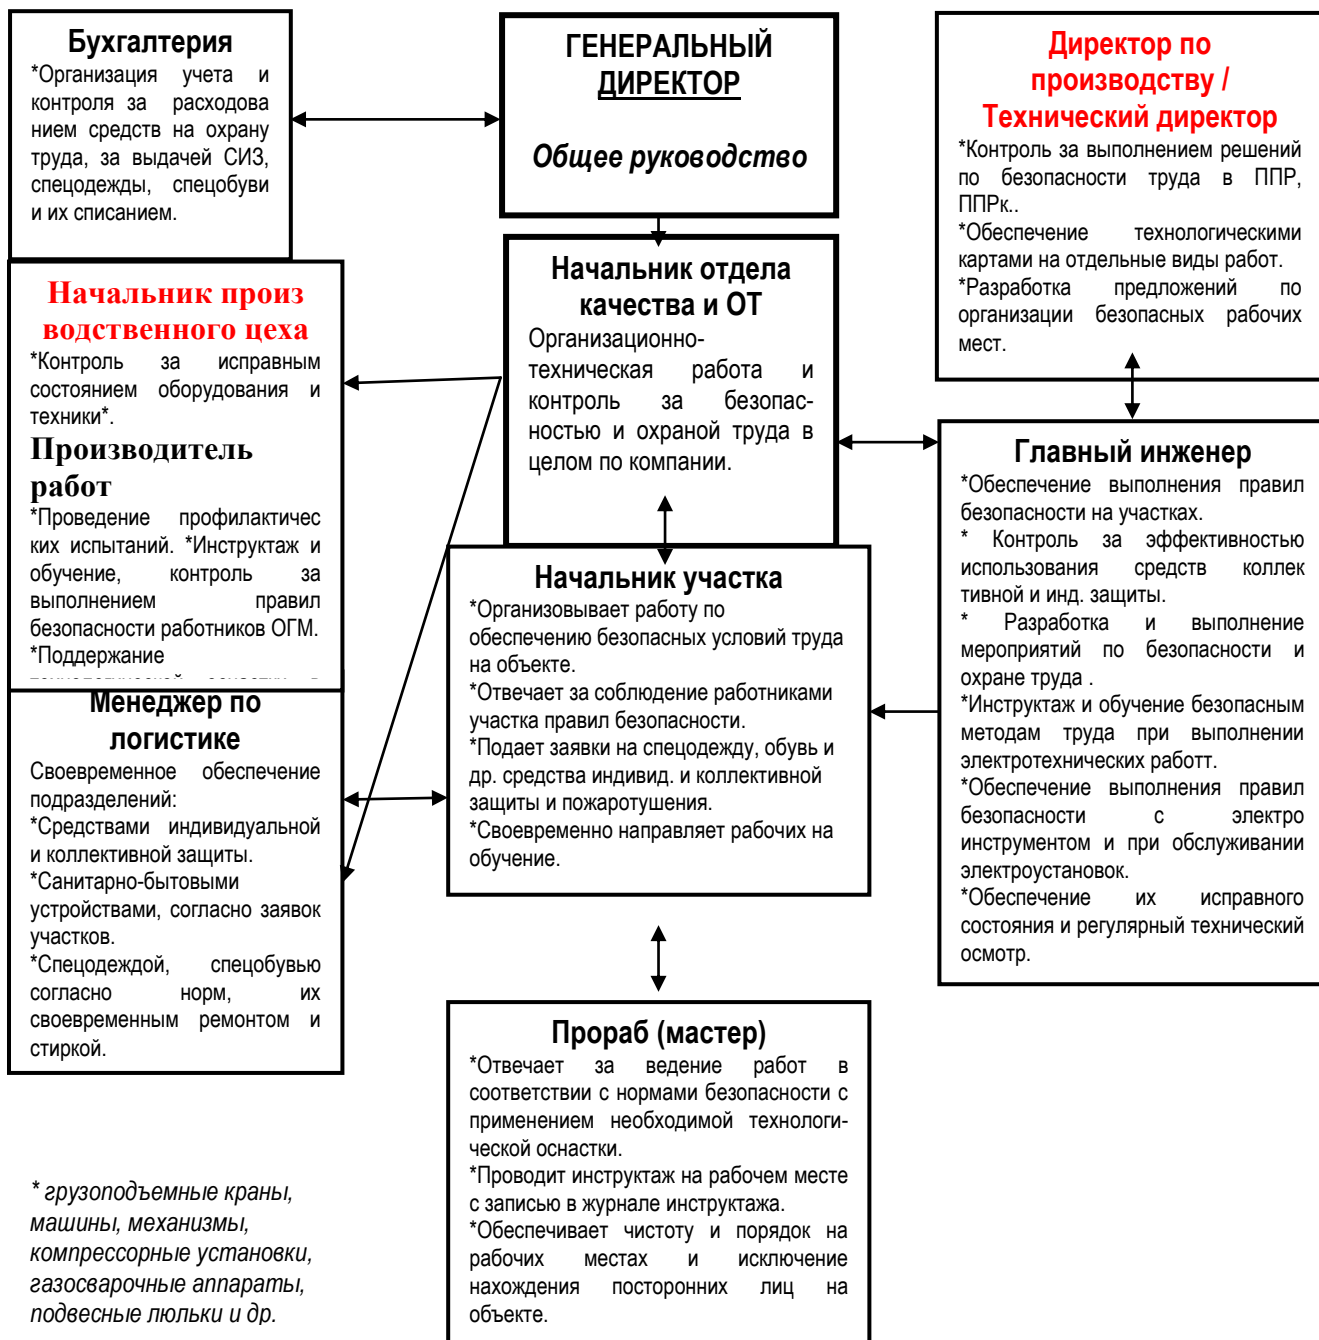 Бухгалтерия
*Организация учета и
контроля за расходова
нием средств на охрану
труда, за выдачей СИЗ,
спецодежды, спецобуви
и их списанием.
ГЕНЕРАЛЬНЫЙ
ДИРЕКТОР
Общее руководство
Директор по
производству /
Технический директор
*Контроль за выполнением решений
по безопасности труда в ППР,
ППРк..
*Обеспечение технологическими
картами на отдельные виды работ.
*Разработка предложений по
организации безопасных рабочих
мест.
Начальник произ
водственного цеха
*Контроль за исправным
состоянием оборудования и
техники*.
Производитель
работ
*Проведение профилактичес
ких испытаний. *Инструктаж и
обучение, контроль за
выполнением правил
безопасности работников ОГМ.
*Поддержание
Начальник отдела
качества и ОТ
Организационно-
техническая работа и
контроль за безопас-
ностью и охраной труда в
целом по компании.
Главный инженер
*Обеспечение выполнения правил
безопасности на участках.
* Контроль за эффективностью
использования средств коллек
тивной и инд. защиты.
* Разработка и выполнение
мероприятий по безопасности и
охране труда .
*Инструктаж и обучение безопасным
методам труда при выполнении
электротехнических работт.
*Обеспечение выполнения правил
безопасности с электро
инструментом и при обслуживании
электроустановок.
*Обеспечение их исправного
состояния и регулярный технический
осмотр.
Начальник участка
*Организовывает работу по
обеспечению безопасных условий труда
на объекте.
*Отвечает за соблюдение работниками
участка правил безопасности.
*Подает заявки на спецодежду, обувь и
др. средства индивид. и коллективной
защиты и пожаротушения.
*Своевременно направляет рабочих на
обучение.
Менеджер по
логистике
Своевременное обеспечение
подразделений:
*Средствами индивидуальной
и коллективной защиты.
*Санитарно-бытовыми
устройствами, согласно заявок
участков.
*Спецодеждой, спецобувью
согласно норм, их
своевременным ремонтом и
стиркой.
Прораб (мастер)
*Отвечает за ведение работ в
соответствии с нормами безопасности с
применением необходимой технологи-
ческой оснастки.
*Проводит инструктаж на рабочем месте
с записью в журнале инструктажа.
*Обеспечивает чистоту и порядок на
рабочих местах и исключение
нахождения посторонних лиц на
объекте.
* грузоподъемные краны,
машины, механизмы,
компрессорные установки,
газосварочные аппараты,
подвесные люльки и др.